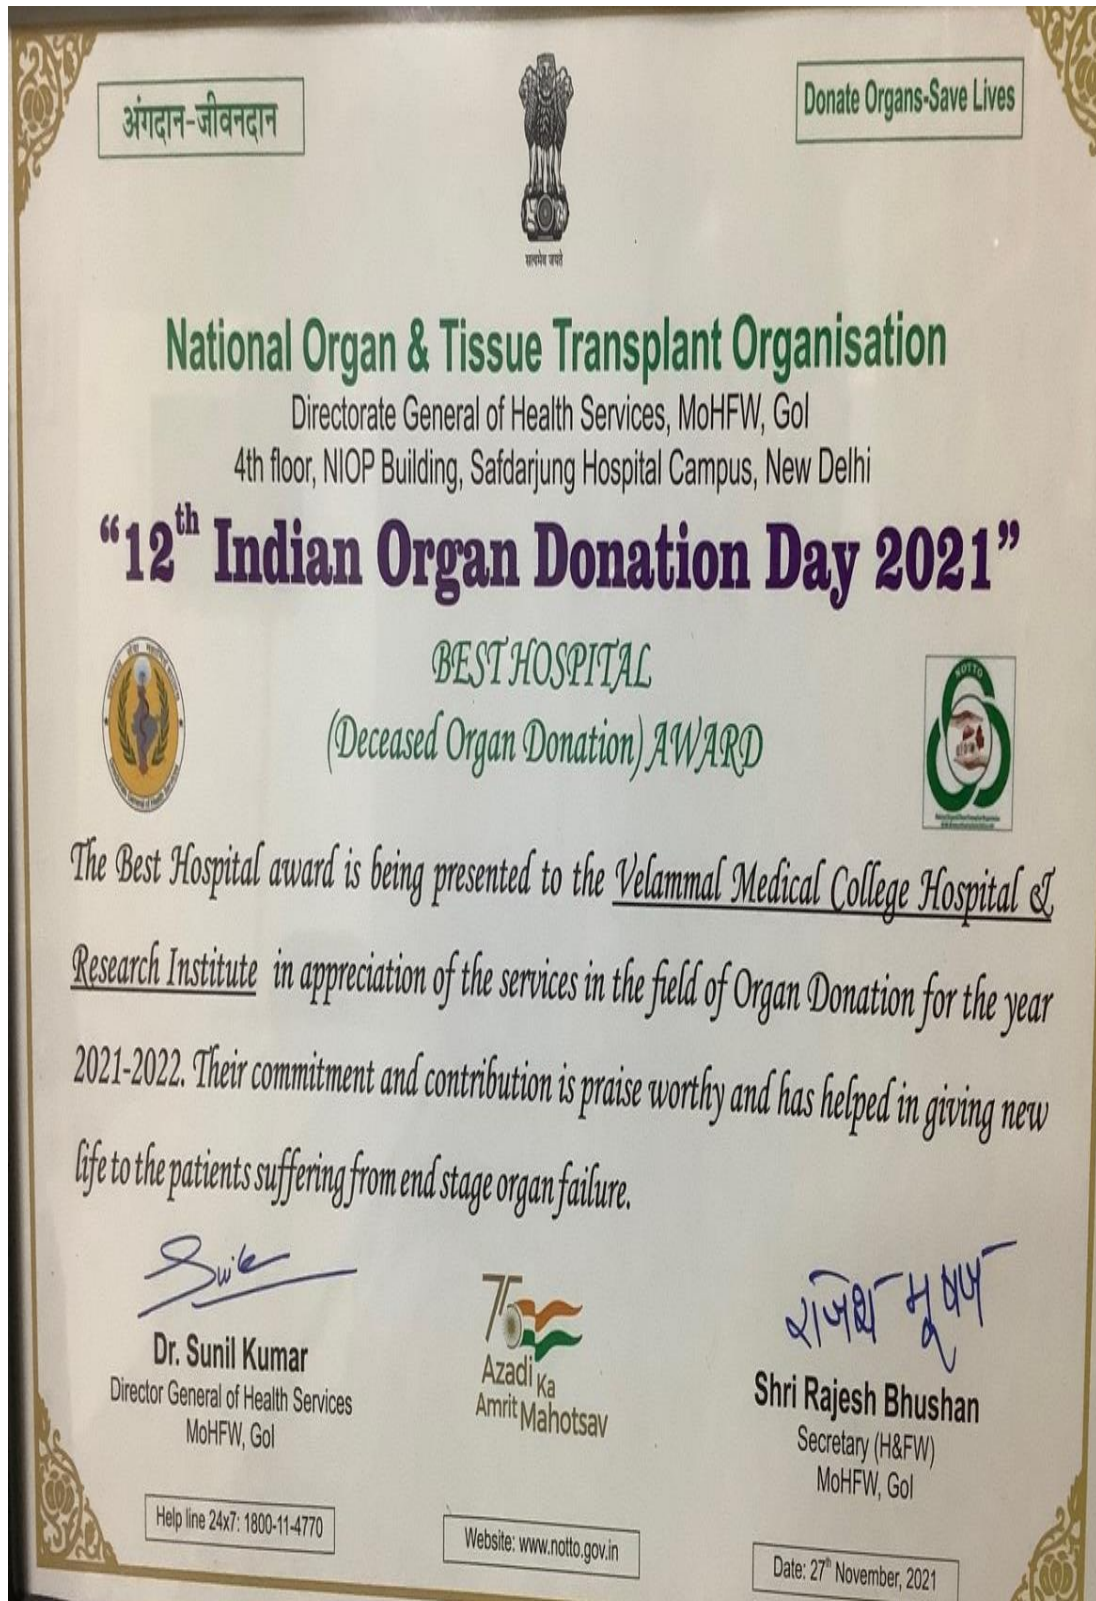 अंगदान-जीवनदान
Donate Organs-Save Lives
सत्यमेव जयते
National Organ & Tissue Transplant Organisation
Directorate General of Health Services, MoHFW, GoI
4th floor, NIOP Building, Safdarjung Hospital Campus, New Delhi
“12th Indian Organ Donation Day 2021”
BEST HOSPITAL
(Deceased Organ Donation) AWARD
NOTTO
The Best Hospital award is being presented to the Velammal Medical College Hospital &
Research Institute in appreciation of the services in the field of Organ Donation for the year
2021-2022. Their commitment and contribution is praise worthy and has helped in giving new
life to the patients suffering from end stage organ failure.
राजेश भूषण
Dr. Sunil Kumar
Director General of Health Services
MoHFW, GoI
75
Azadi Ka
Amrit Mahotsav
Shri Rajesh Bhushan
Secretary (H&FW)
MoHFW, GoI
Help line 24x7: 1800-11-4770
Website: www.notto.gov.in
Date: 27th November, 2021